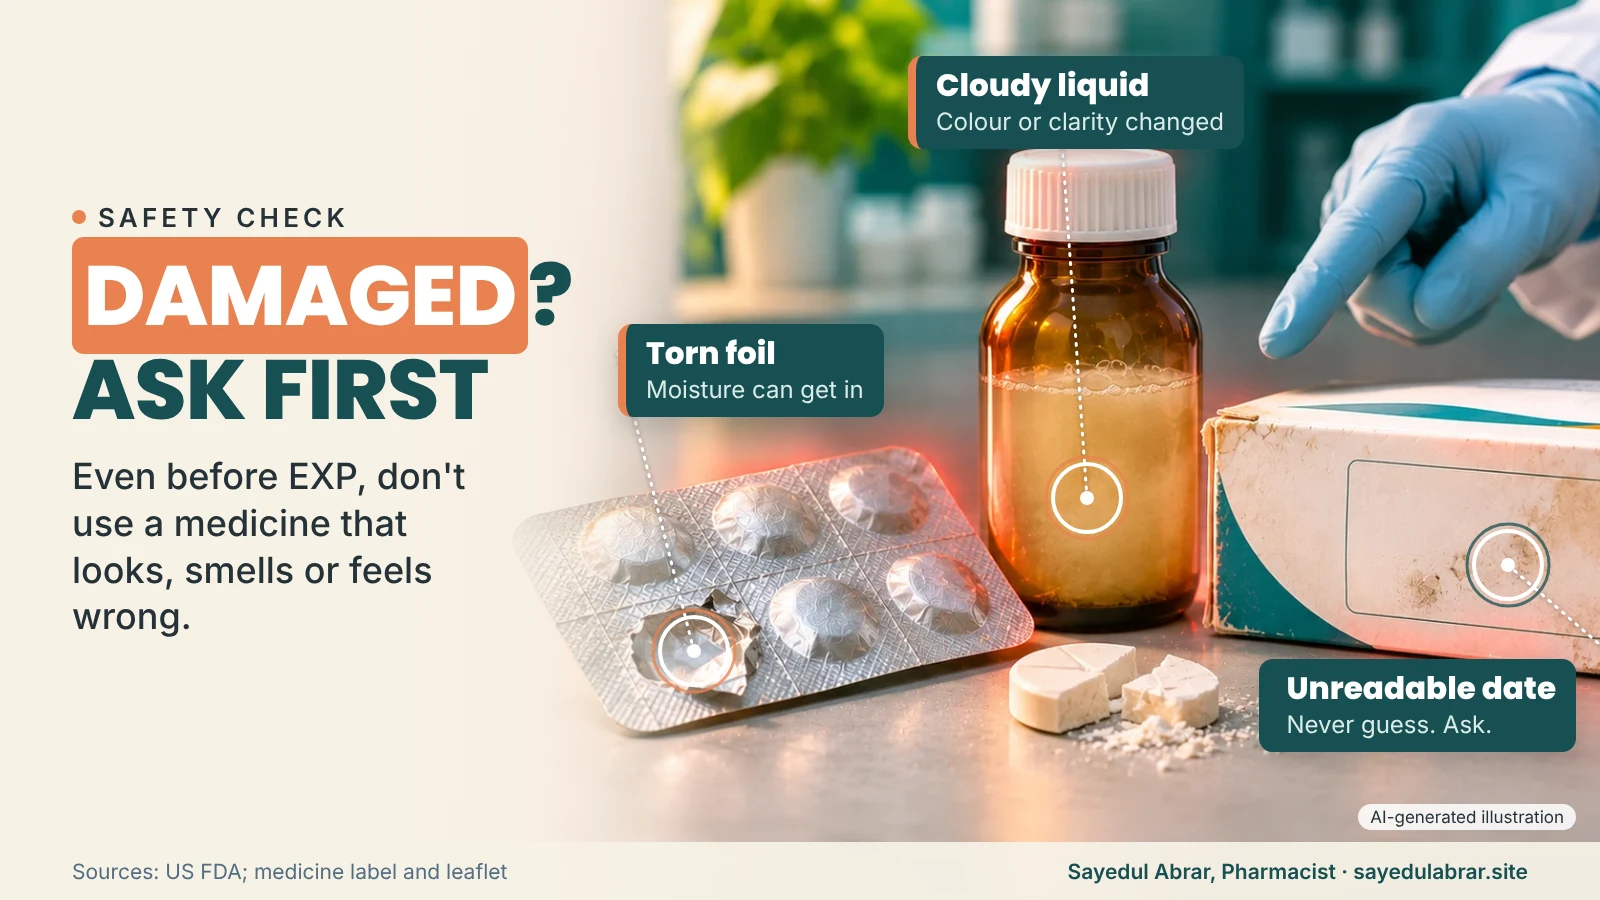 SAFETY CHECK
DAMAGED?
ASK FIRST
Even before EXP, don't
use a medicine that
looks, smells or feels
wrong.
Cloudy liquid
Colour or clarity changed
Torn foil
Moisture can get in
Unreadable date
Never guess. Ask.
AI-generated illustration
Sources: US FDA; medicine label and leaflet
Sayedul Abrar, Pharmacist · sayedulabrar.site